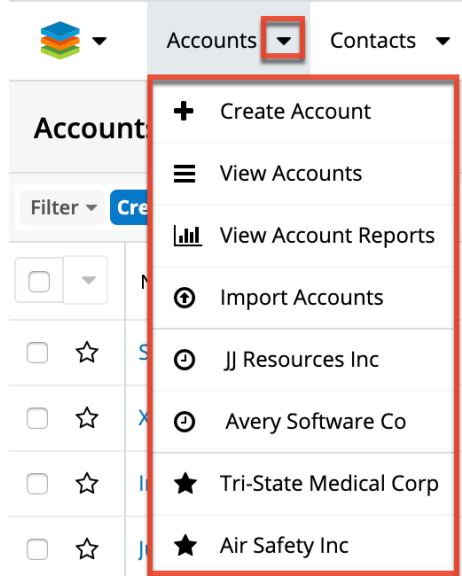 Accounts Contacts
Accounts
Create Account
View Accounts
Filter Cre
View Account Reports
N
Import Accounts
S
JJ Resources Inc
X
Avery Software Co
Tri-State Medical Corp
Air Safety Inc